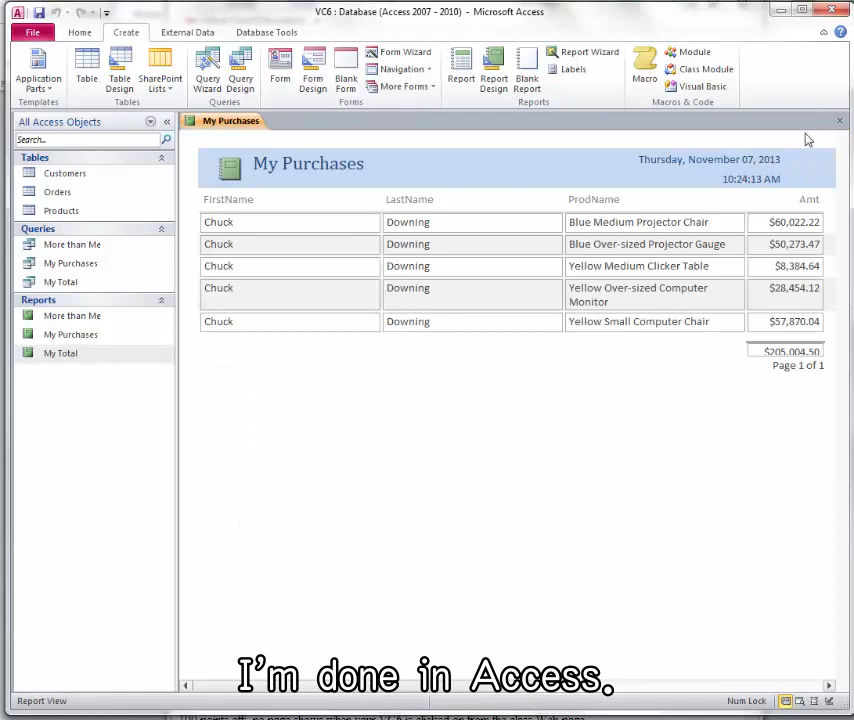 VC6 : Database (Access 2007 - 2010) - Microsoft Access
File Home Create External Data Database Tools
Application Parts
Templates
Table
Table Design
SharePoint Lists
Tables
Query Wizard
Query Design
Queries
Form
Form Design
Blank Form
Form Wizard
Navigation
More Forms
Forms
Report
Report Design
Blank Report
Report Wizard
Labels
Reports
Macro
Module
Class Module
Visual Basic
Macros & Code
All Access Objects
Search...
Tables
Customers
Orders
Products
Queries
More than Me
My Purchases
My Total
Reports
More than Me
My Purchases
My Total
My Purchases
My Purchases
Thursday, November 07, 2013
10:24:13 AM
FirstName LastName ProdName Amt
Chuck Downing Blue Medium Projector Chair $60,022.22
Chuck Downing Blue Over-sized Projector Gauge $50,273.47
Chuck Downing Yellow Medium Clicker Table $8,384.64
Chuck Downing Yellow Over-sized Computer Monitor $28,454.12
Chuck Downing Yellow Small Computer Chair $57,870.04
$205,004.50
Page 1 of 1
I'm done in Access.
Report View
Num Lock